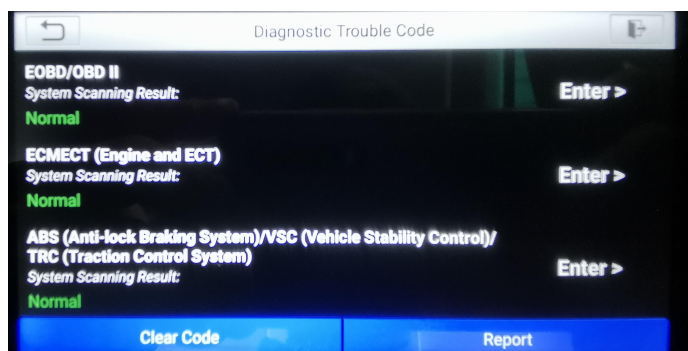 Diagnostic Trouble Code
EOBD/OBD II
System Scanning Result:
Enter >
Normal
ECMECT (Engine and ECT)
System Scanning Result:
Enter >
Normal
ABS (Anti-lock Braking System)/VSC (Vehicle Stability Control)/
TRC (Traction Control System)
System Scanning Result:
Enter >
Normal
Clear Code
Report